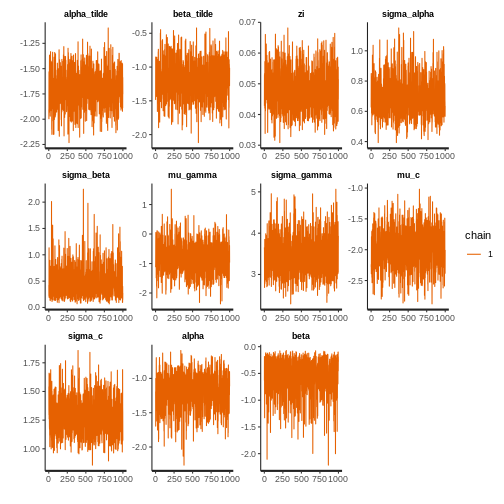 alpha_tilde beta_tilde zi sigma_alpha
-1.25 -1.50 -1.75 -2.00 -2.25
-0.5 -1.0 -1.5 -2.0
0.07 0.06 0.05 0.04 0.03
1.0 0.8 0.6 0.4
0 250 500 750 1000 0 250 500 750 1000 0 250 500 750 1000 0 250 500 750 1000
sigma_beta mu_gamma sigma_gamma mu_c
2.0 1.5 1.0 0.5 0.0
1 0 -1 -2
5 4 3
-1.0 -1.5 -2.0 -2.5
0 250 500 750 1000 0 250 500 750 1000 0 250 500 750 1000 0 250 500 750 1000
chain
1
sigma_c alpha beta
1.75 1.50 1.25 1.00
-1.0 -1.5 -2.0
0.0 -0.5 -1.0 -1.5 -2.0
0 250 500 750 1000 0 250 500 750 1000 0 250 500 750 1000